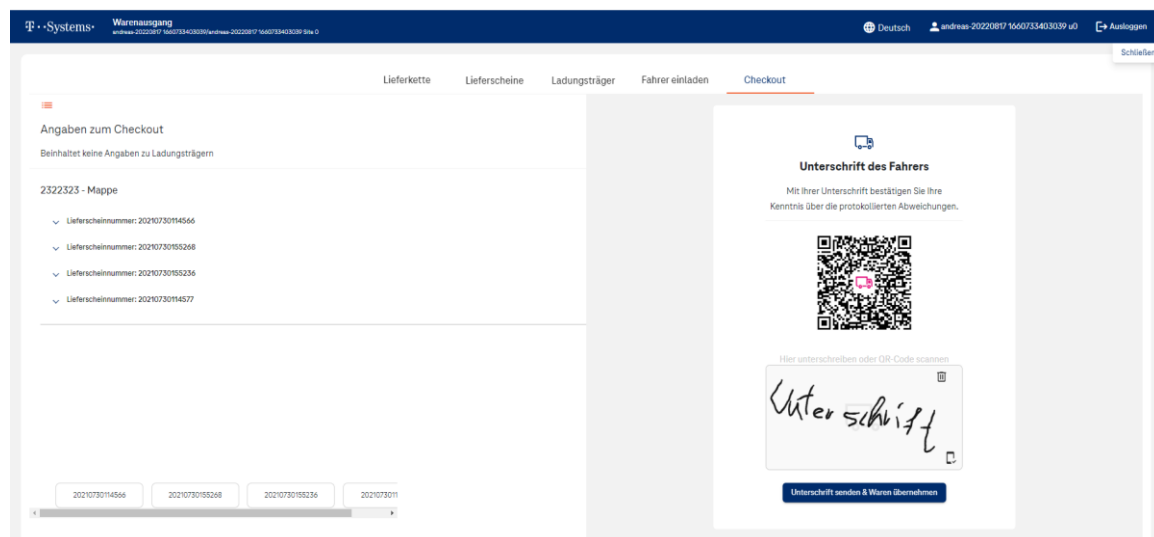 T · ·Systems·
Warenausgang
andreas-20220817 1660733403039/andreas-20220817 1660733403039 Site 0
Deutsch
andreas-20220817 1660733403039 u0
Ausloggen
Schließen
Lieferkette
Lieferscheine
Ladungsträger
Fahrer einladen
Checkout
Angaben zum Checkout
Beinhaltet keine Angaben zu Ladungsträgern
2322323 - Mappe
Lieferscheinnummer: 20210730114566
Lieferscheinnummer: 20210730155268
Lieferscheinnummer: 20210730155236
Lieferscheinnummer: 20210730114577
20210730114566
20210730155268
20210730155236
2021073011
Unterschrift des Fahrers
Mit Ihrer Unterschrift bestätigen Sie Ihre
Kenntnis über die protokollierten Abweichungen.
Hier unterschreiben oder QR-Code scannen
Unterschrift
Unterschrift senden & Waren übernehmen